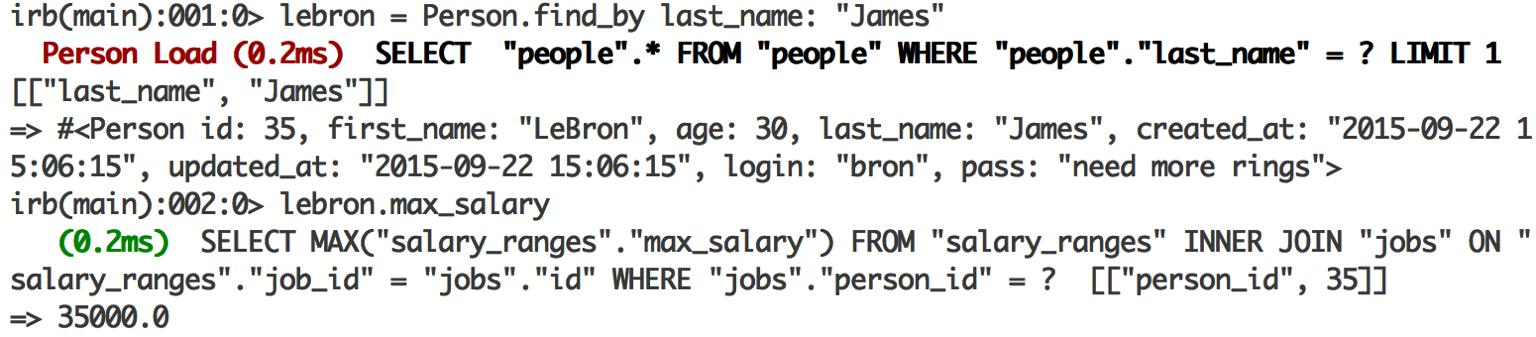 irb(main):001:0> lebron = Person.find_by last_name: "James"
Person Load (0.2ms)  SELECT  "people".* FROM "people" WHERE "people"."last_name" = ? LIMIT 1
[["last_name", "James"]]
=> #<Person id: 35, first_name: "LeBron", age: 30, last_name: "James", created_at: "2015-09-22 1
5:06:15", updated_at: "2015-09-22 15:06:15", login: "bron", pass: "need more rings">
irb(main):002:0> lebron.max_salary
(0.2ms)  SELECT MAX("salary_ranges"."max_salary") FROM "salary_ranges" INNER JOIN "jobs" ON "
salary_ranges"."job_id" = "jobs"."id" WHERE "jobs"."person_id" = ?  [["person_id", 35]]
=> 35000.0